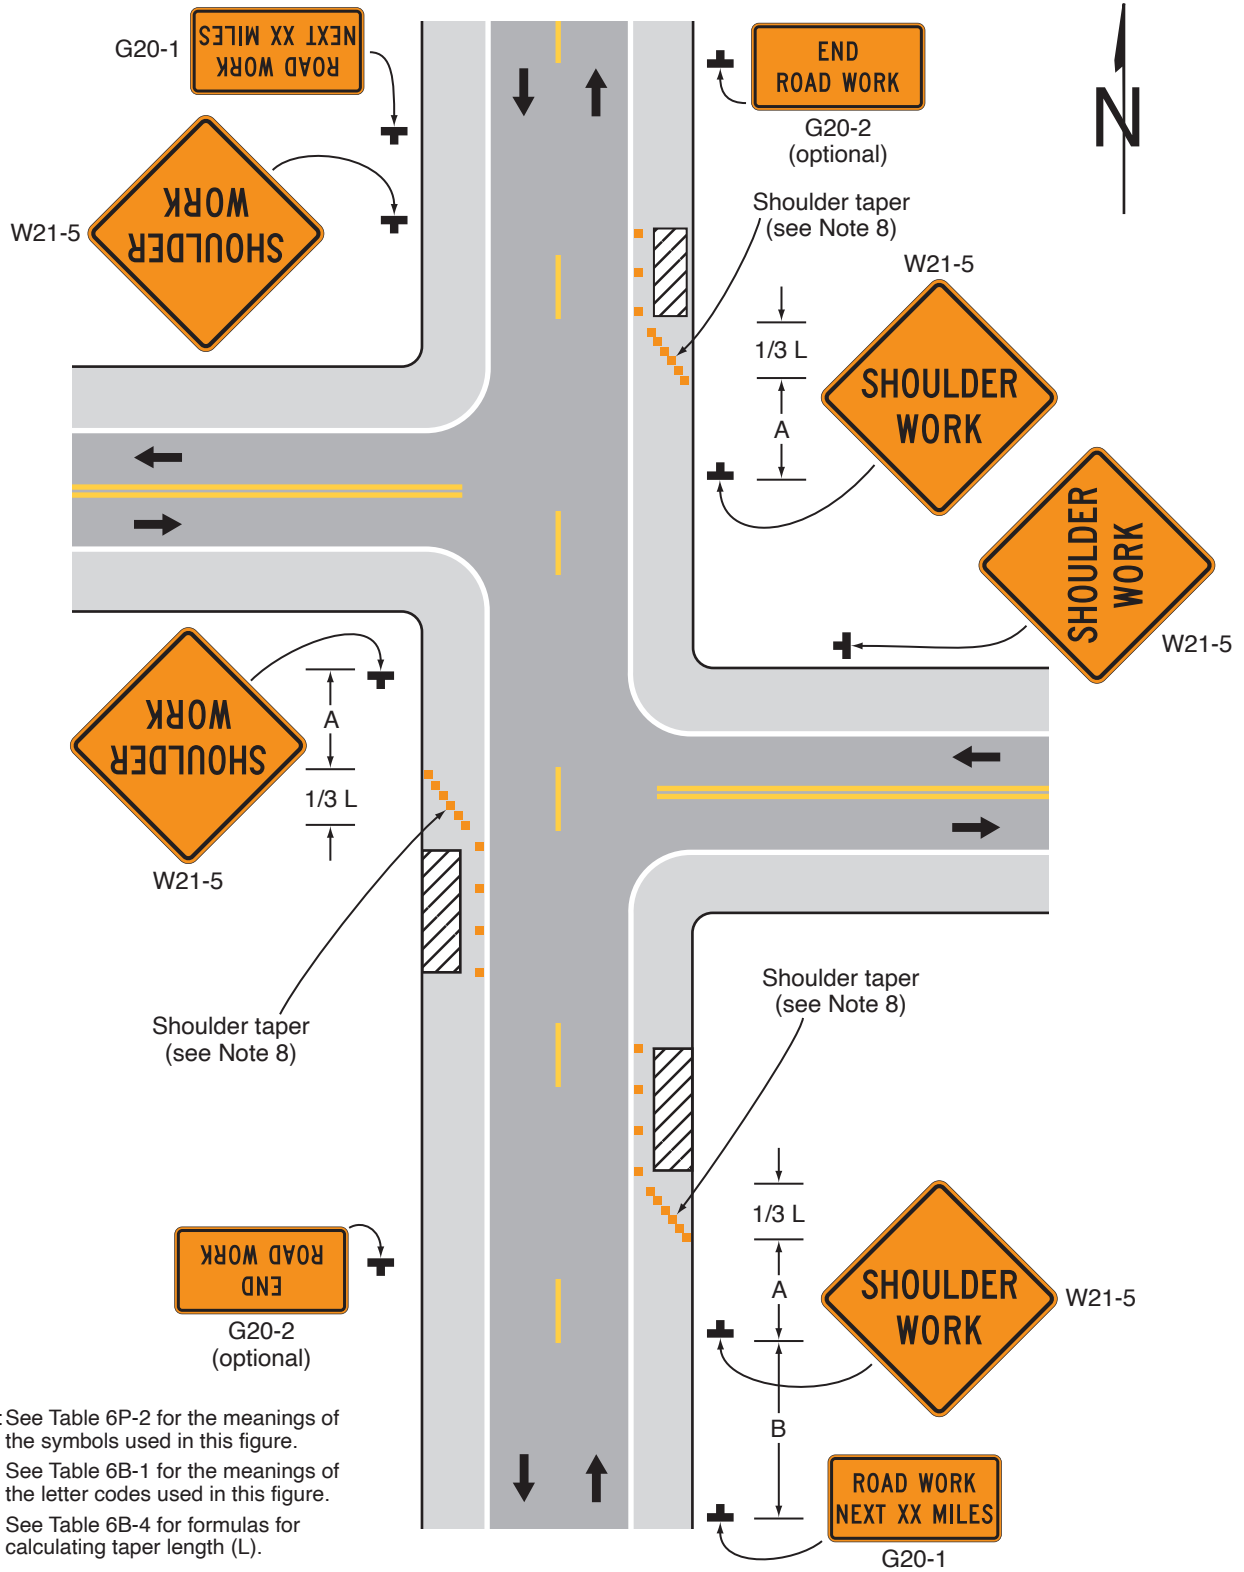 G20-1
ROAD WORK
NEXT XX MILES
END
ROAD WORK
G20-2
(optional)
N
W21-5
SHOULDER
WORK
Shoulder taper
(see Note 8)
W21-5
1/3 L
A
SHOULDER
WORK
SHOULDER
WORK
W21-5
SHOULDER
WORK
W21-5
A
1/3 L
Shoulder taper
(see Note 8)
Shoulder taper
(see Note 8)
1/3 L
A
B
SHOULDER
WORK
W21-5
END
ROAD WORK
G20-2
(optional)
ROAD WORK
NEXT XX MILES
G20-1
: See Table 6P-2 for the meanings of
the symbols used in this figure.
See Table 6B-1 for the meanings of
the letter codes used in this figure.
See Table 6B-4 for formulas for
calculating taper length (L).